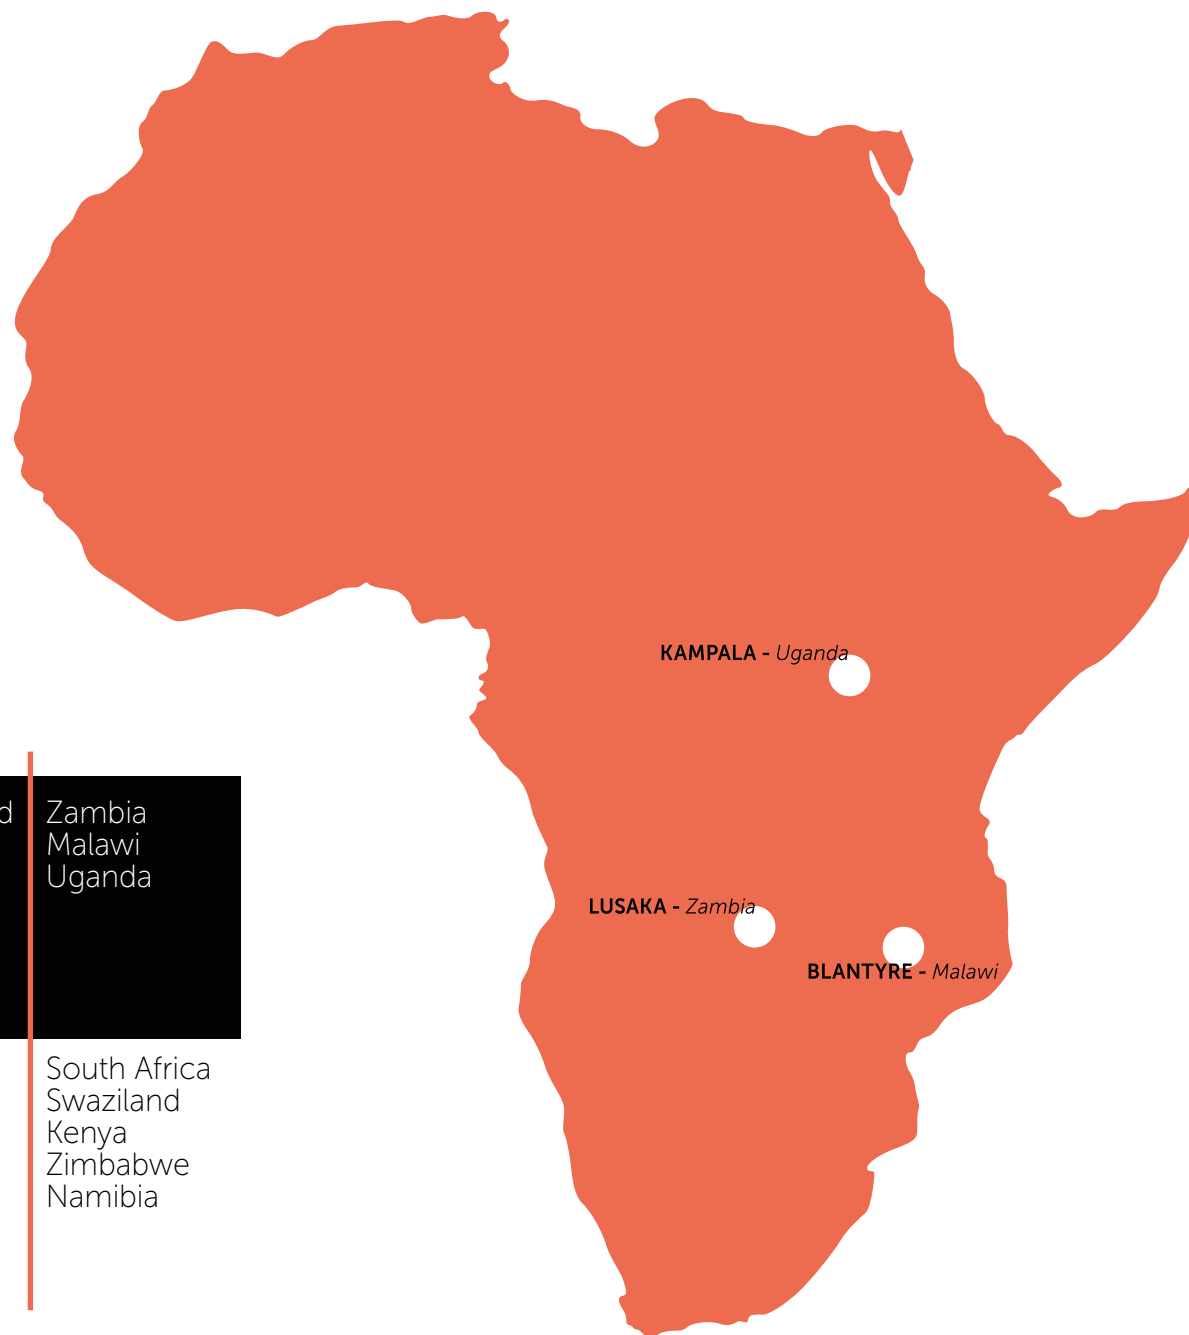 KAMPALA - Uganda
d
Zambia
Malawi
Uganda
LUSAKA - Zambia
BLANTYRE - Malawi
South Africa
Swaziland
Kenya
Zimbabwe
Namibia